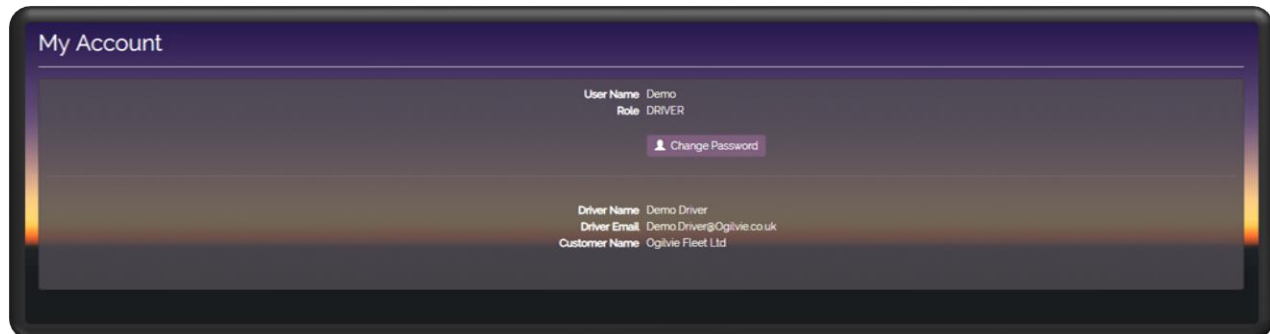 My Account
User Name Demo
Role DRIVER
Change Password
Driver Name Demo Driver
Driver Email Demo.Driver@Ogilvie.co.uk
Customer Name Ogilvie Fleet Ltd